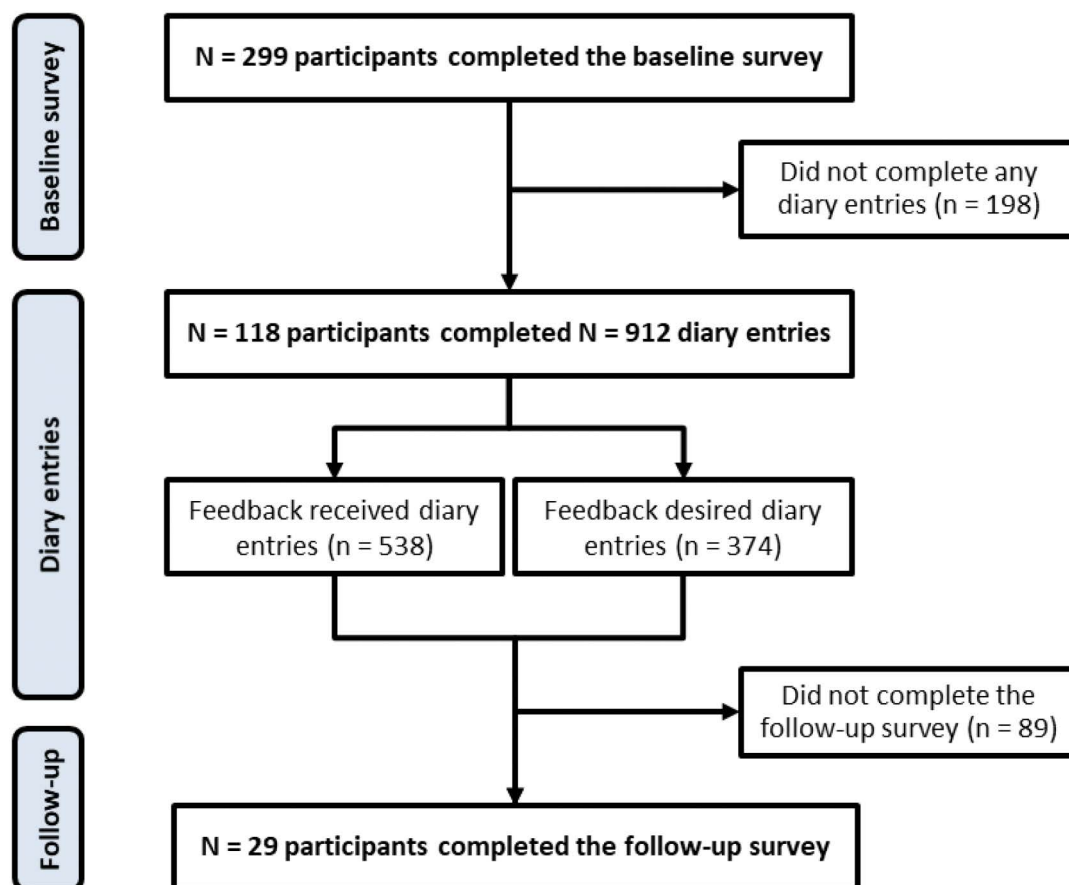 Baseline survey
N = 299 participants completed the baseline survey
Did not complete any
diary entries (n = 198)
Diary entries
N = 118 participants completed N = 912 diary entries
Feedback received diary
entries (n = 538)
Feedback desired diary
entries (n = 374)
Did not complete the
follow-up survey (n = 89)
Follow-up
N = 29 participants completed the follow-up survey